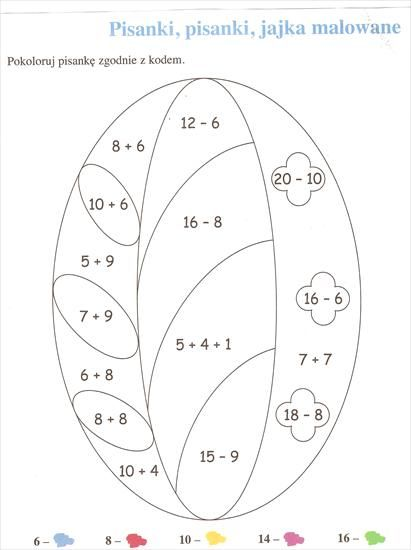 Pisanki, pisanki, jajka malowane
Pokoloruj pisankę zgodnie z kodem.
12 – 6
8 + 6
20 – 10
10 + 6
16 – 8
5 + 9
16 – 6
7 + 9
5 + 4 + 1
7 + 7
6 + 8
8 + 8
18 – 8
15 – 9
10 + 4
6 – 8 – 10 – 14 – 16 –